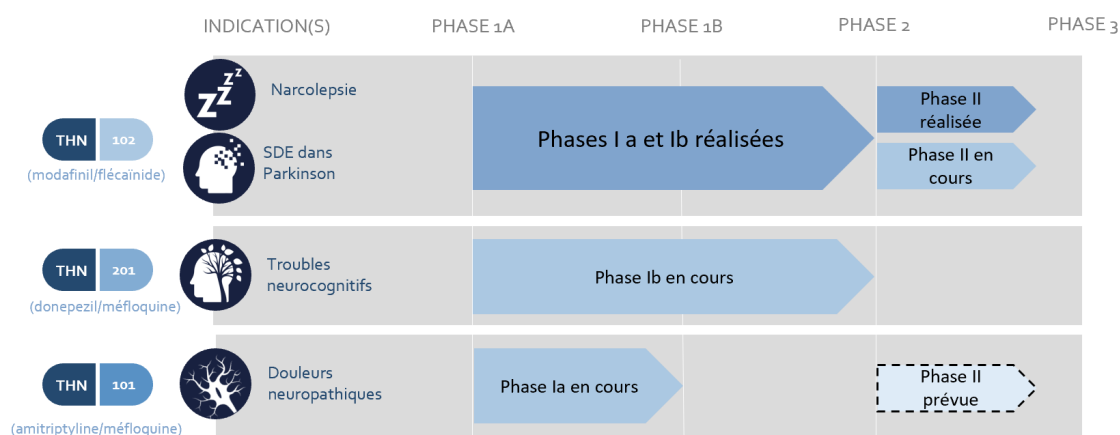 INDICATION(S) PHASE 1A PHASE 1B PHASE 2 PHASE 3
zzz z
Narcolepsie
SDE dans
Parkinson
THN 102
(modafinil/flécaïnide)
Phases I a et Ib réalisées
Phase II
réalisée
Phase II en
cours
THN 201
(donepezil/méfloquine)
Troubles
neurocognitifs
Phase Ib en cours
THN 101
(amitriptyline/méfloquine)
Douleurs
neuropathiques
Phase Ia en cours
Phase II
prévue